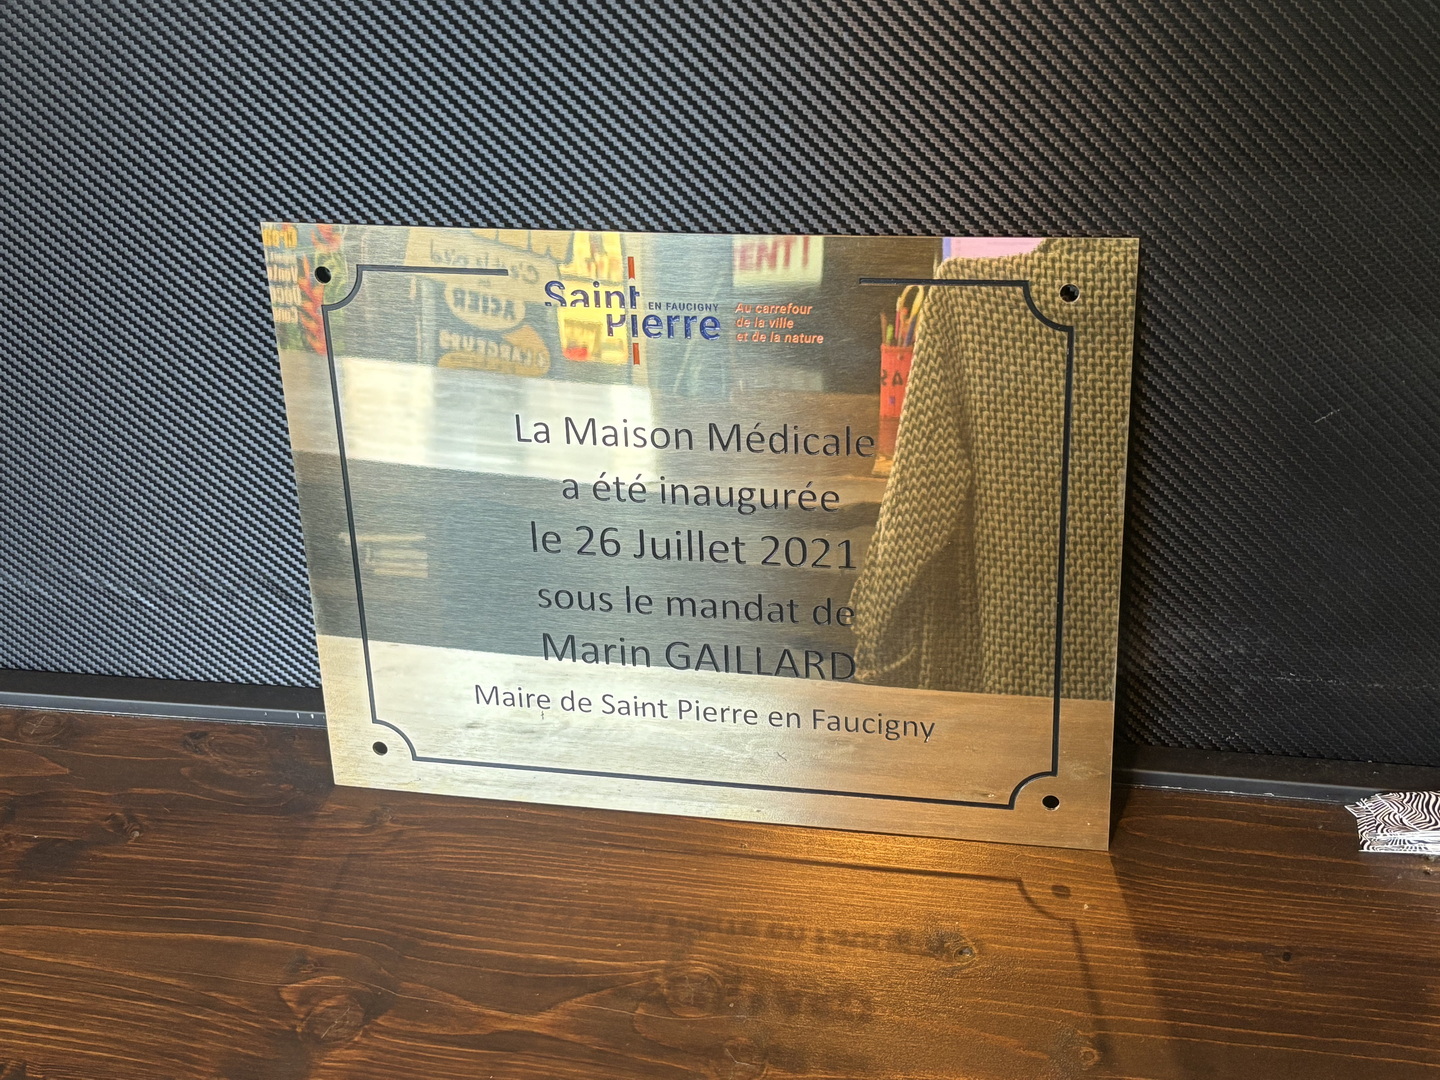 Saint
EN FAUCIGNY
Pierre
Au carrefour
de la ville
et de la nature
La Maison Médicale
a été inaugurée
le 26 Juillet 2021
sous le mandat de
Marin GAILLARD
Maire de Saint Pierre en Faucigny